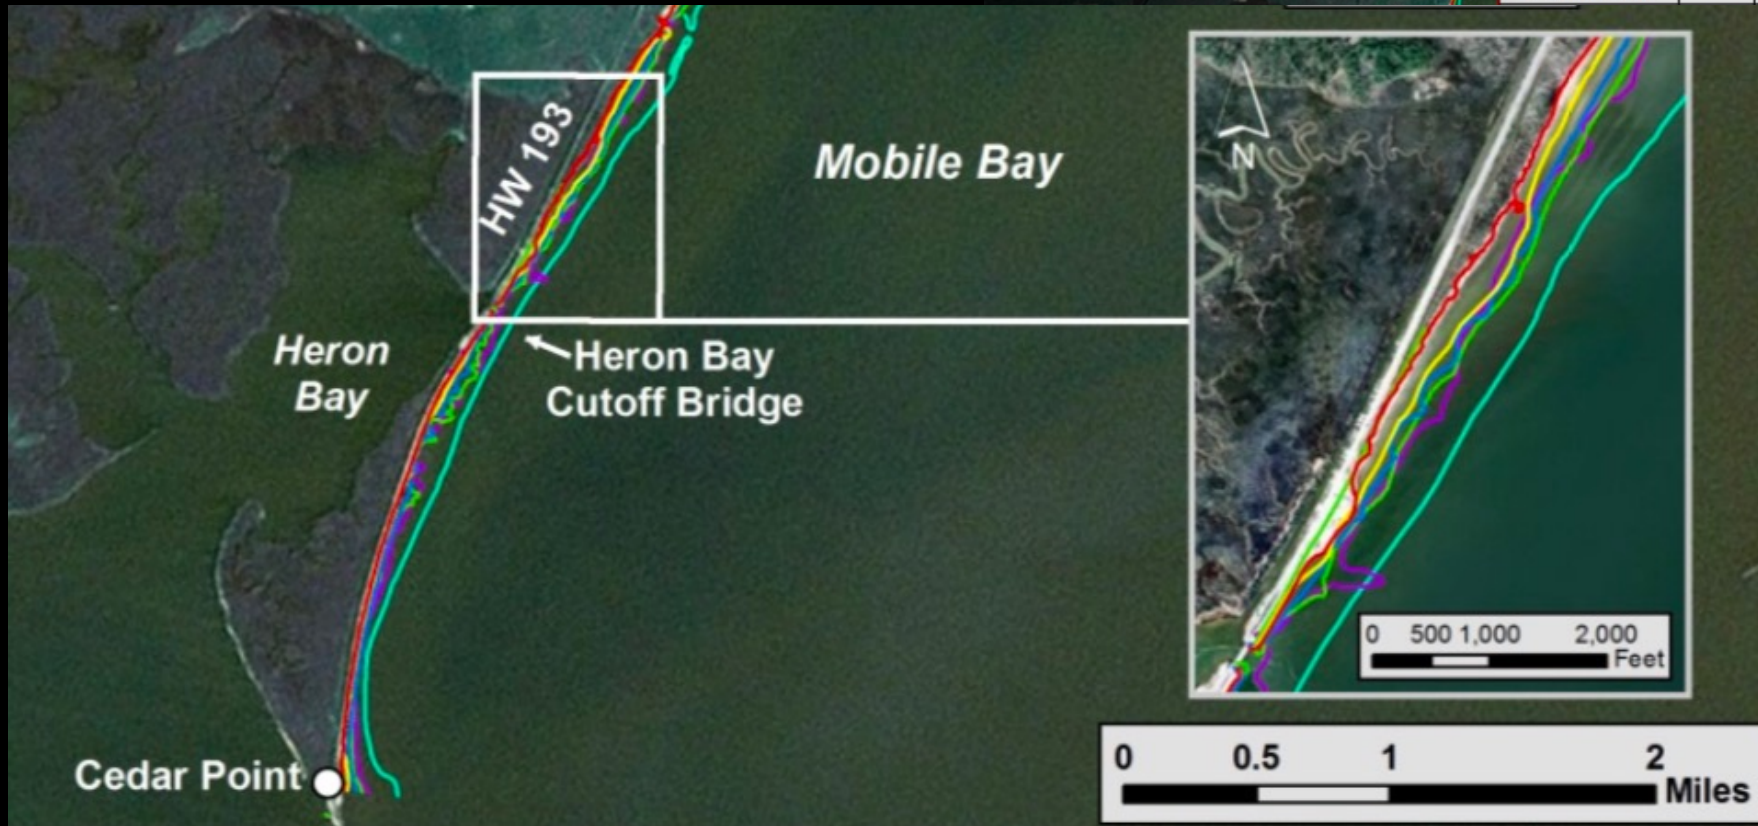 HW 193
Mobile Bay
N
Heron
Bay
Heron Bay
Cutoff Bridge
0 500 1,000 2,000
Feet
Cedar Point
0 0.5 1 2
Miles